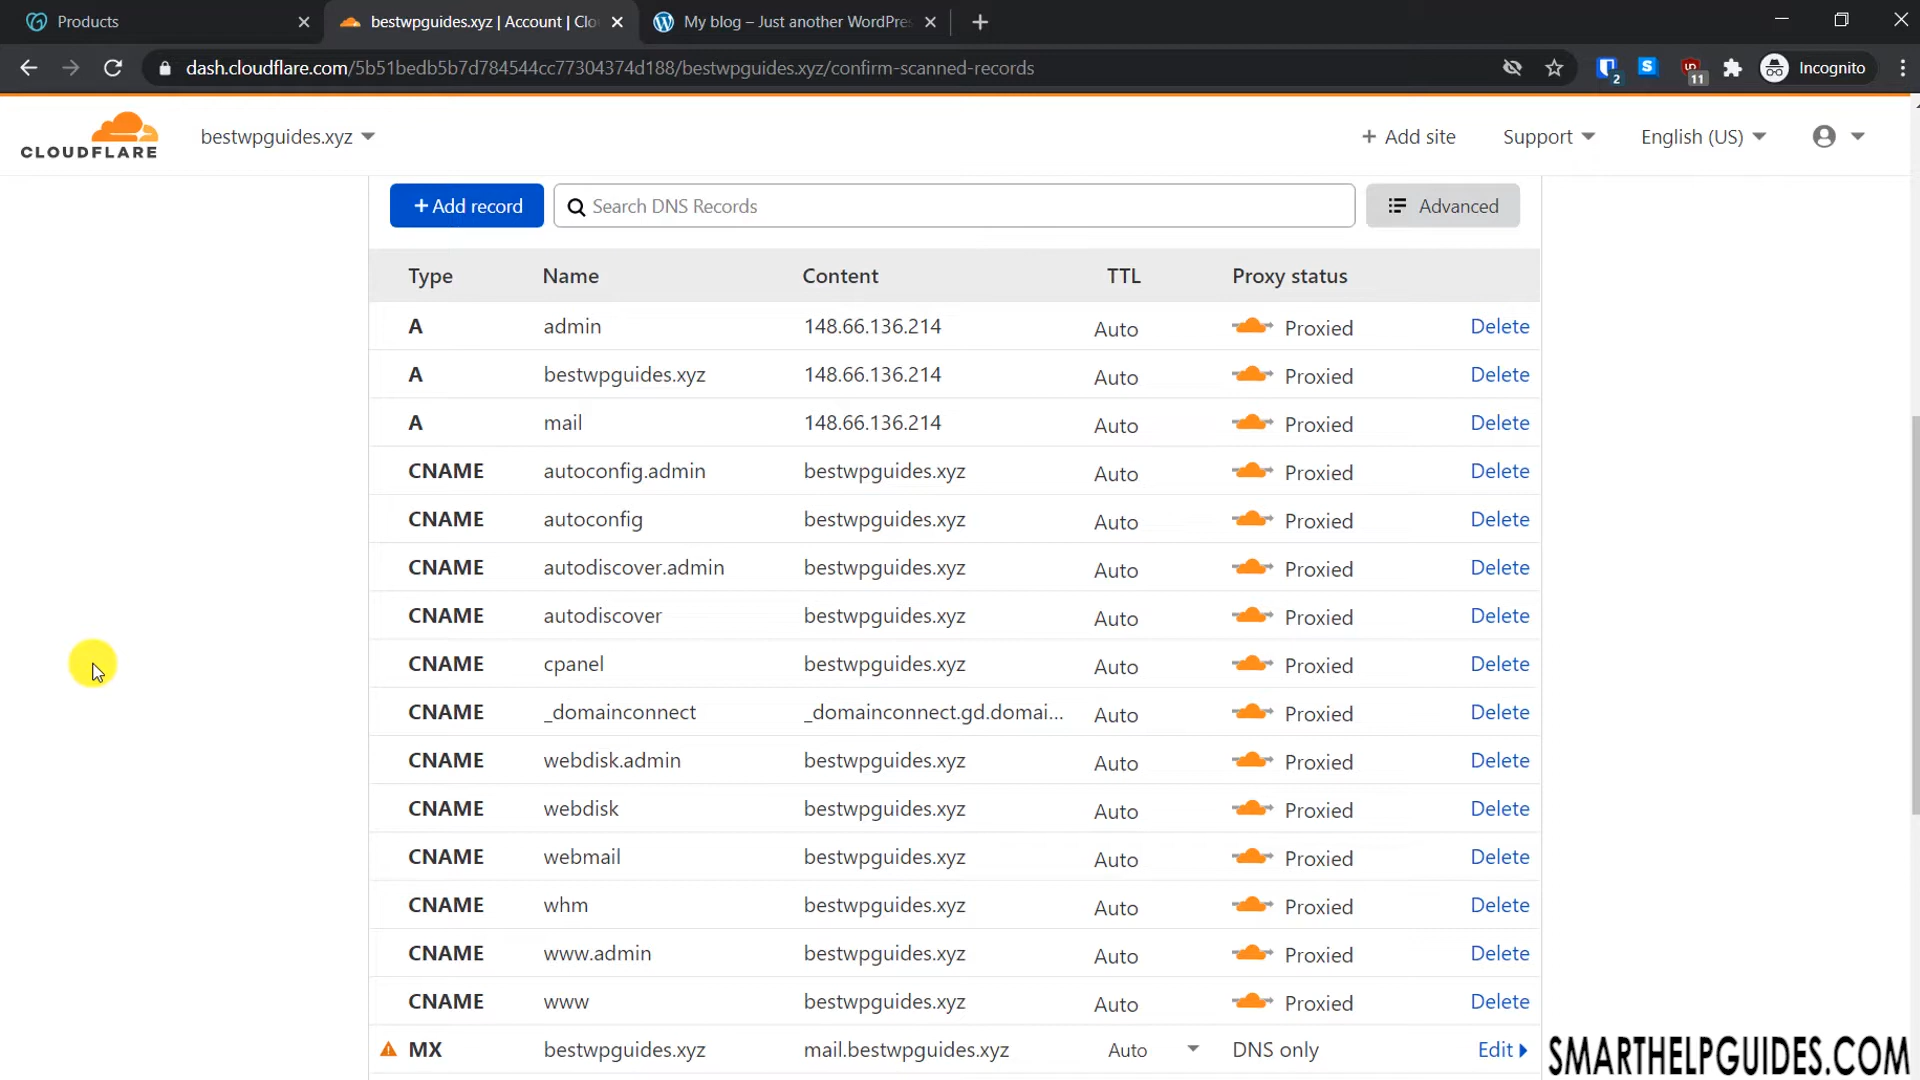 Products
bestwpguides.xyz | Account | Clo
My blog – Just another WordPres
dash.cloudflare.com/5b51bedb5b7d784544cc77304374d188/bestwpguides.xyz/confirm-scanned-records
2
S
11
Incognito
CLOUDFLARE
bestwpguides.xyz
+ Add site
Support
English (US)
+ Add record
Search DNS Records
Advanced
Type Name Content TTL Proxy status
A admin 148.66.136.214 Auto Proxied Delete
A bestwpguides.xyz 148.66.136.214 Auto Proxied Delete
A mail 148.66.136.214 Auto Proxied Delete
CNAME autoconfig.admin bestwpguides.xyz Auto Proxied Delete
CNAME autoconfig bestwpguides.xyz Auto Proxied Delete
CNAME autodiscover.admin bestwpguides.xyz Auto Proxied Delete
CNAME autodiscover bestwpguides.xyz Auto Proxied Delete
CNAME cpanel bestwpguides.xyz Auto Proxied Delete
CNAME _domainconnect _domainconnect.gd.domai... Auto Proxied Delete
CNAME webdisk.admin bestwpguides.xyz Auto Proxied Delete
CNAME webdisk bestwpguides.xyz Auto Proxied Delete
CNAME webmail bestwpguides.xyz Auto Proxied Delete
CNAME whm bestwpguides.xyz Auto Proxied Delete
CNAME www.admin bestwpguides.xyz Auto Proxied Delete
CNAME www bestwpguides.xyz Auto Proxied Delete
MX bestwpguides.xyz mail.bestwpguides.xyz Auto DNS only Edit
SMARTHELPGUIDES.COM